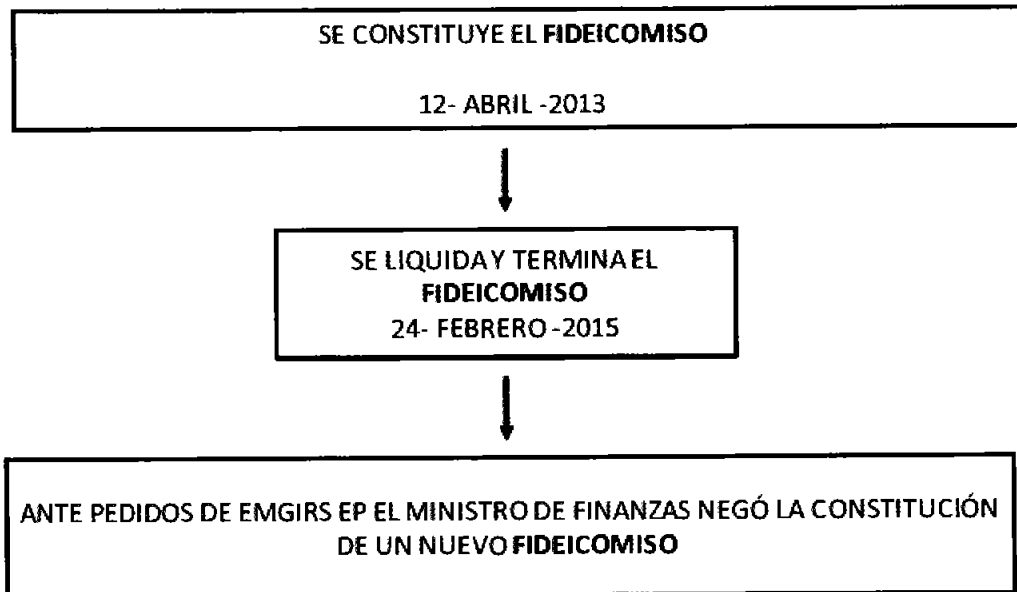 SE CONSTITUYE EL FIDEICOMISO
12- ABRIL -2013
SE LIQUIDA Y TERMINA EL
FIDEICOMISO
24- FEBRERO -2015
ANTE PEDIDOS DE EMGIRS EP EL MINISTRO DE FINANZAS NEGÓ LA CONSTITUCIÓN
DE UN NUEVO FIDEICOMISO